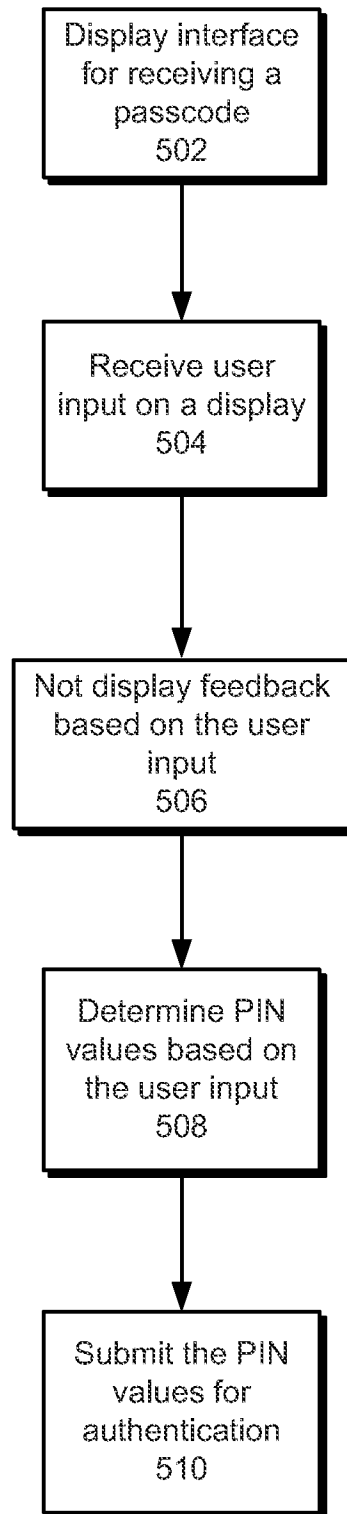 Display interface
for receiving a
passcode
502
Receive user
input on a display
504
Not display feedback
based on the user
input
506
Determine PIN
values based on
the user input
508
Submit the PIN
values for
authentication
510